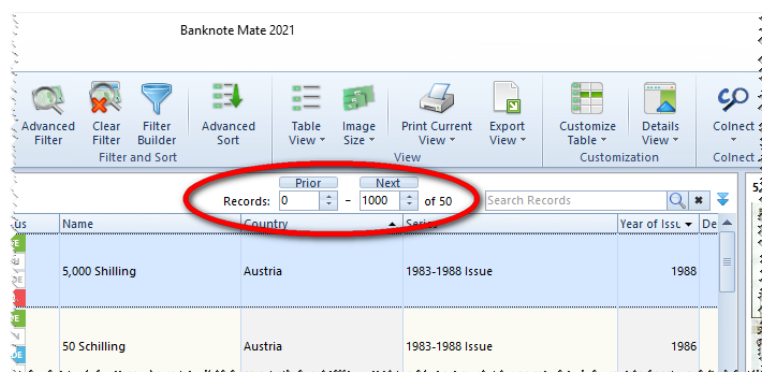 Banknote Mate 2021
Advanced Filter
Clear Filter
Filter Builder
Advanced Sort
Table View
Image Size
Print Current View
Export View
Customize Table
Details View
Colnect
Filter and Sort
View
Customization
Colnect
Prior Next
Records: 0 – 1000 of 50 Search Records
us Name Country Series Year of Issu De
5,000 Shilling Austria 1983-1988 Issue 1988
50 Schilling Austria 1983-1988 Issue 1986